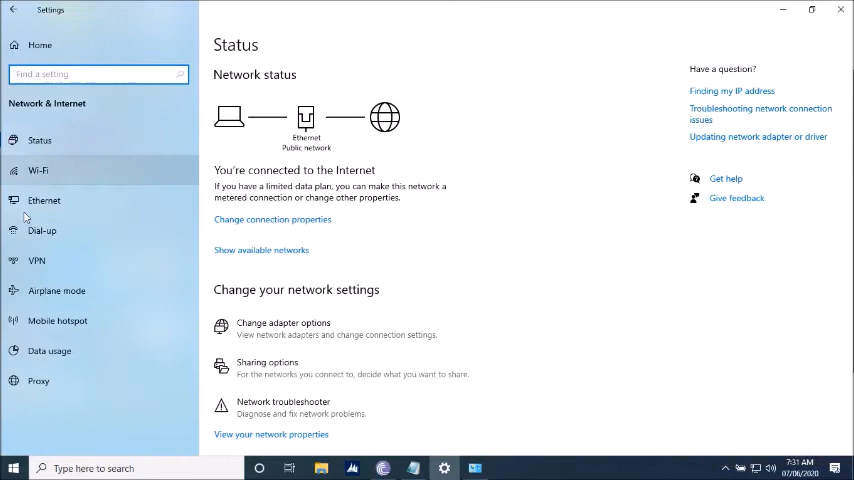 Settings
Home
Find a setting
Network & Internet
Status
Wi-Fi
Ethernet
Dial-up
VPN
Airplane mode
Mobile hotspot
Data usage
Proxy
Status
Network status
Ethernet
Public network
You're connected to the Internet
If you have a limited data plan, you can make this network a
metered connection or change other properties.
Change connection properties
Show available networks
Change your network settings
Change adapter options
View network adapters and change connection settings.
Sharing options
For the networks you connect to, decide what you want to share.
Network troubleshooter
Diagnose and fix network problems.
View your network properties
Have a question?
Finding my IP address
Troubleshooting network connection
issues
Updating network adapter or driver
Get help
Give feedback
Type here to search
7:31 AM
07/06/2020